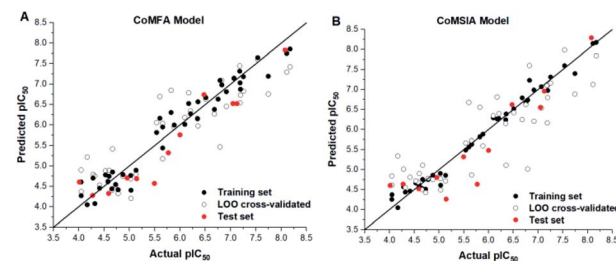 A
CoMFA Model
8.5
8.0
7.5
7.0
6.5
6.0
5.5
5.0
4.5
4.0
3.5
Predicted pIC50
3.5 4.0 4.5 5.0 5.5 6.0 6.5 7.0 7.5 8.0 8.5
Actual pIC50
Training set
LOO cross-validated
Test set
B
CoMSIA Model
8.5
8.0
7.5
7.0
6.5
6.0
5.5
5.0
4.5
4.0
3.5
Predicted pIC50
3.5 4.0 4.5 5.0 5.5 6.0 6.5 7.0 7.5 8.0 8.5
Actual pIC50
Training set
LOO cross-validated
Test set